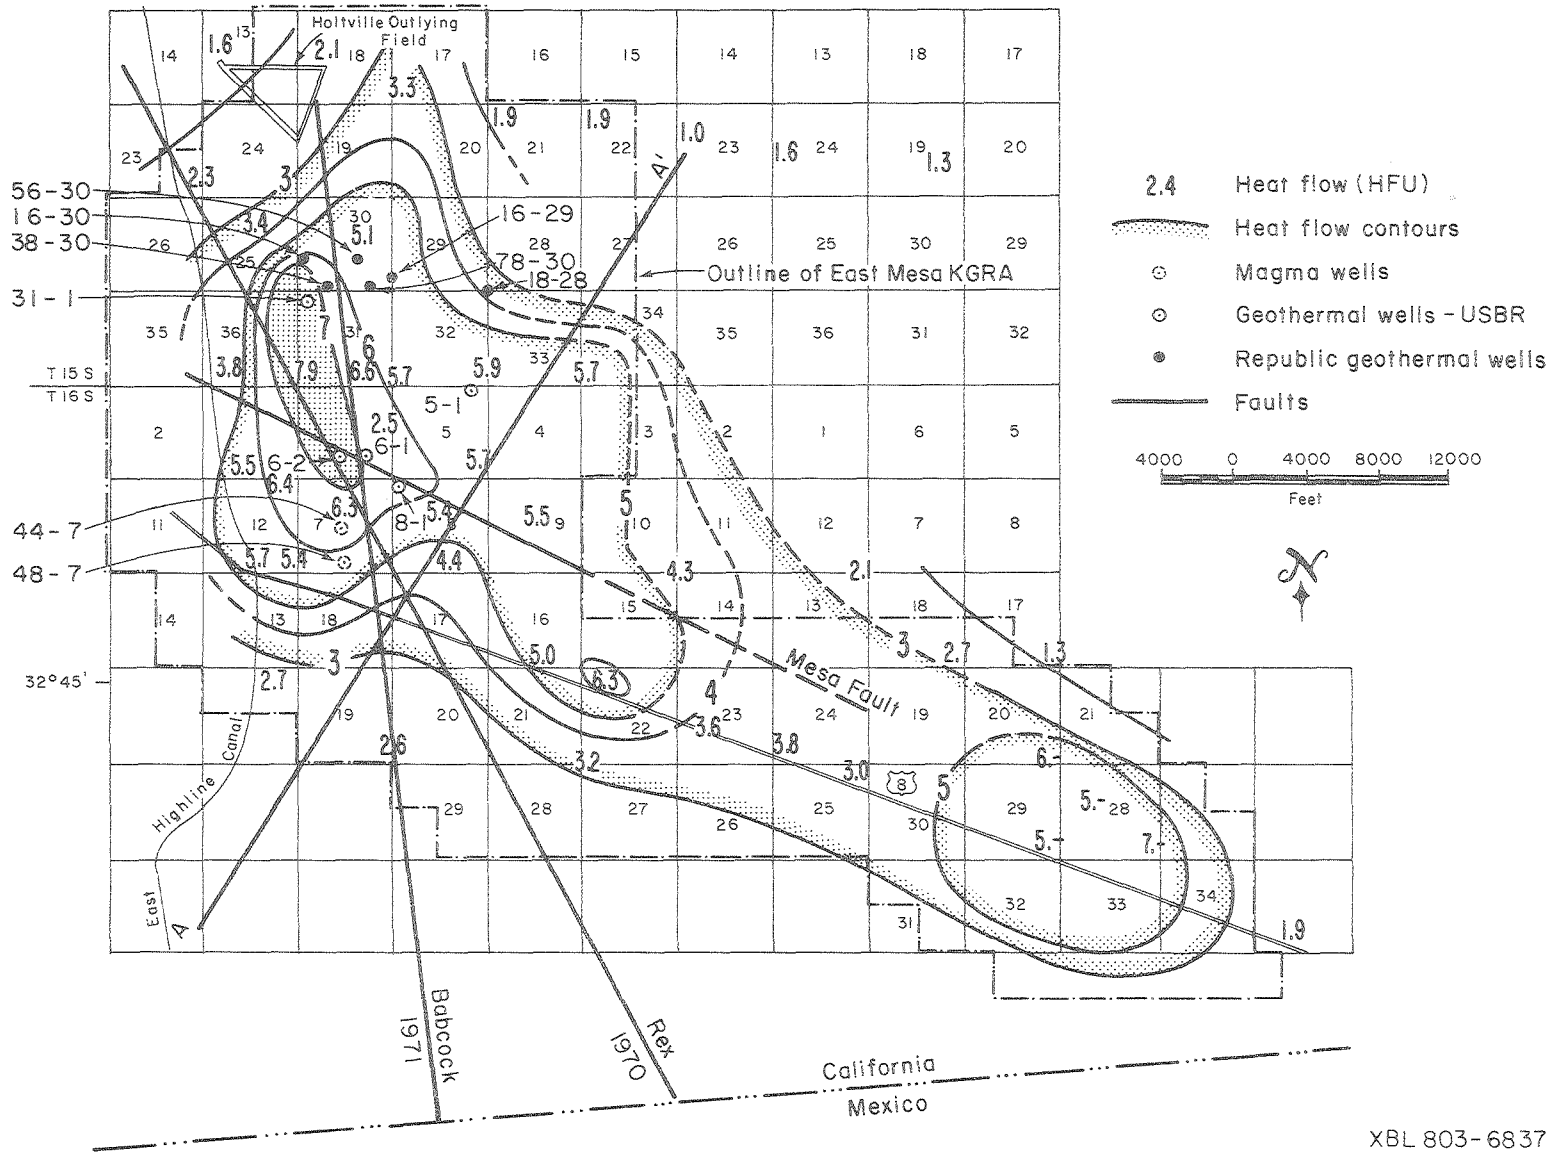 Holtville Outlying
Field
1.6 13 2.1
14 18 17 16 15 14 13 18 17
3.3
1.9 1.9 1.0
23 24 19 20 21 22 23 1.6 24 19 1.3 20
A'
56-30 2.3 3
16-30 3.4 30 16-29
38-30 26 25 5.1 29 28 27 26 25 30 29
78-30
18-28
Outline of East Mesa KGRA
31-1
35 36 7 31 32 33 34 35 36 31 32
6
T15S 3.8 7.9 6.6 5.7 5.9 5.7
T16S
5-1
2 2.5 5 4 3 2 1 6 5
6-1
5.5 6-2 5.7
6.4
6.3 5.4 5.5 5
44-7 11 12 7 8-1 9 10 11 12 7 8
48-7 5.7 5.4 4.4 4.3 2.1
14 13 18 17 16 15 14 13 18 17
3 5.0 3 2.7 1.3
Mesa Fault
32°45' 2.7 6.3 4
19 20 21 22 23 24 19 20 21
3.6
Highline Canal
2.6 3.2 3.8 6.-
3.0 8 5
29 28 27 26 25 30 29 5.- 28
5.- 7.-
East
A
32 33 34
31 1.9
Babcock
1971
Rex
1970
California
Mexico
2.4 Heat flow (HFU)
Heat flow contours
Magma wells
Geothermal wells - USBR
Republic geothermal wells
Faults
4000 0 4000 8000 12000
Feet
N
XBL 803-6837